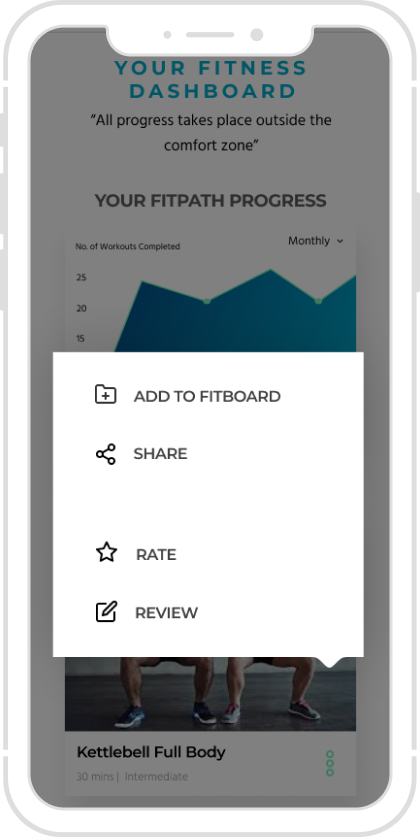 YOUR FITNESS
DASHBOARD
“All progress takes place outside the
comfort zone”
YOUR FITPATH PROGRESS
No. of Workouts Completed
Monthly
25
20
15
ADD TO FITBOARD
SHARE
RATE
REVIEW
Kettlebell Full Body
30 mins | Intermediate